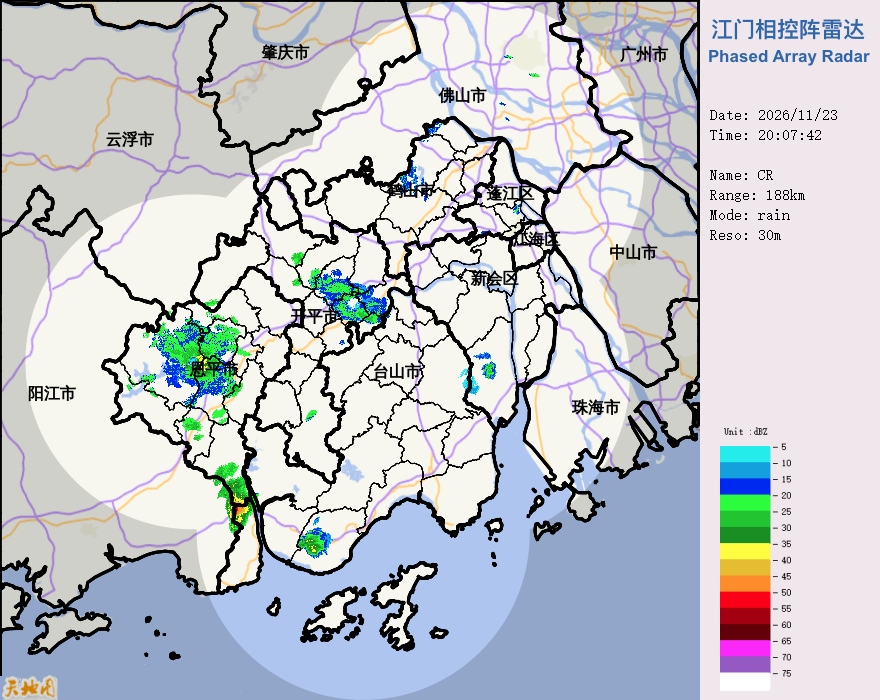 江门相控阵雷达
Phased Array Radar
Date: 2026/11/23
Time: 20:07:42
Name: CR
Range: 188km
Mode: rain
Reso: 30m
肇庆市
广州市
佛山市
云浮市
鹤山市
蓬江区
江海区
中山市
新会区
开平市
恩平市
台山市
阳江市
珠海市
Unit :dBZ
5
10
15
20
25
30
35
40
45
50
55
60
65
70
75
天地图